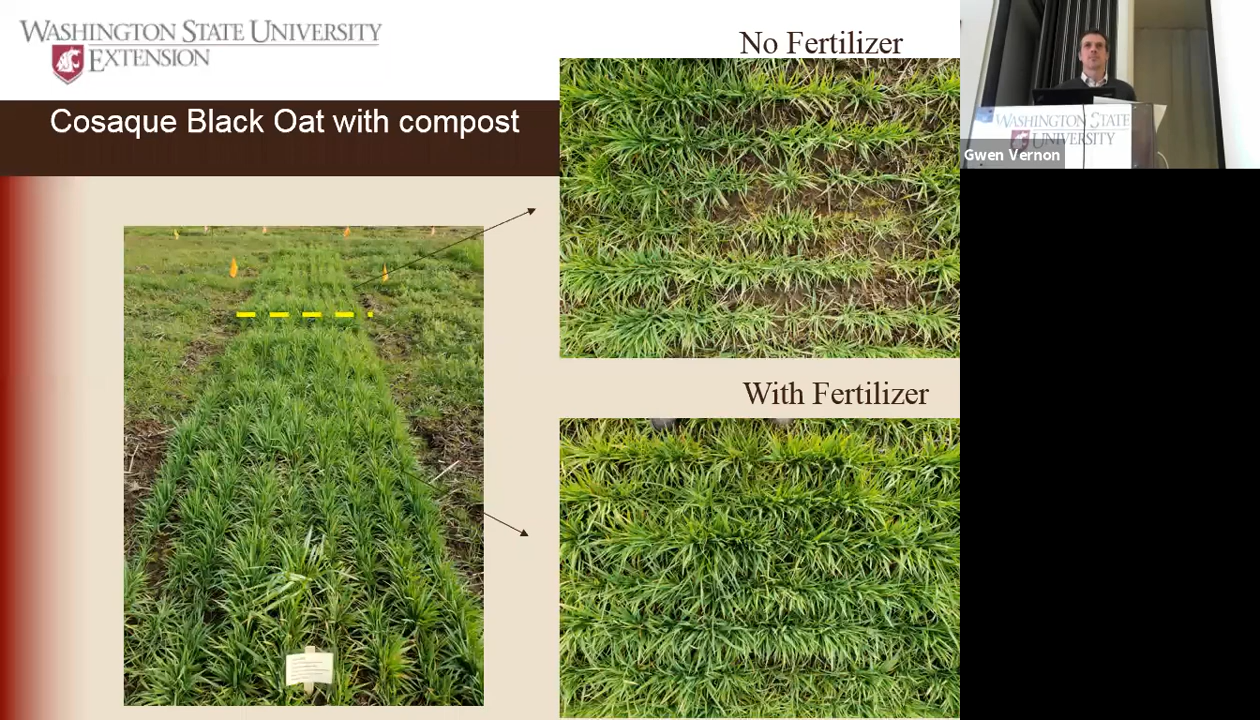 WASHINGTON STATE UNIVERSITY
EXTENSION
Cosaque Black Oat with compost
No Fertilizer
With Fertilizer
WASHINGTON STATE
UNIVERSITY
Gwen Vernon